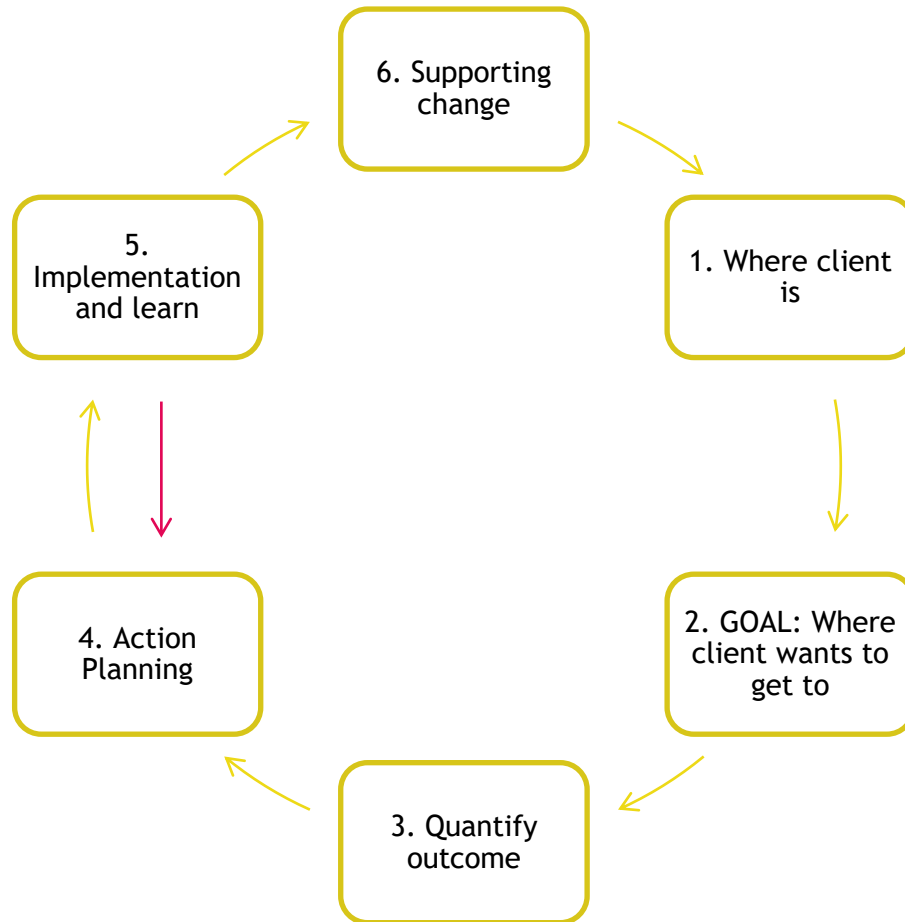 6. Supporting
change
1. Where client
is
2. GOAL: Where
client wants to
get to
3. Quantify
outcome
4. Action
Planning
5.
Implementation
and learn